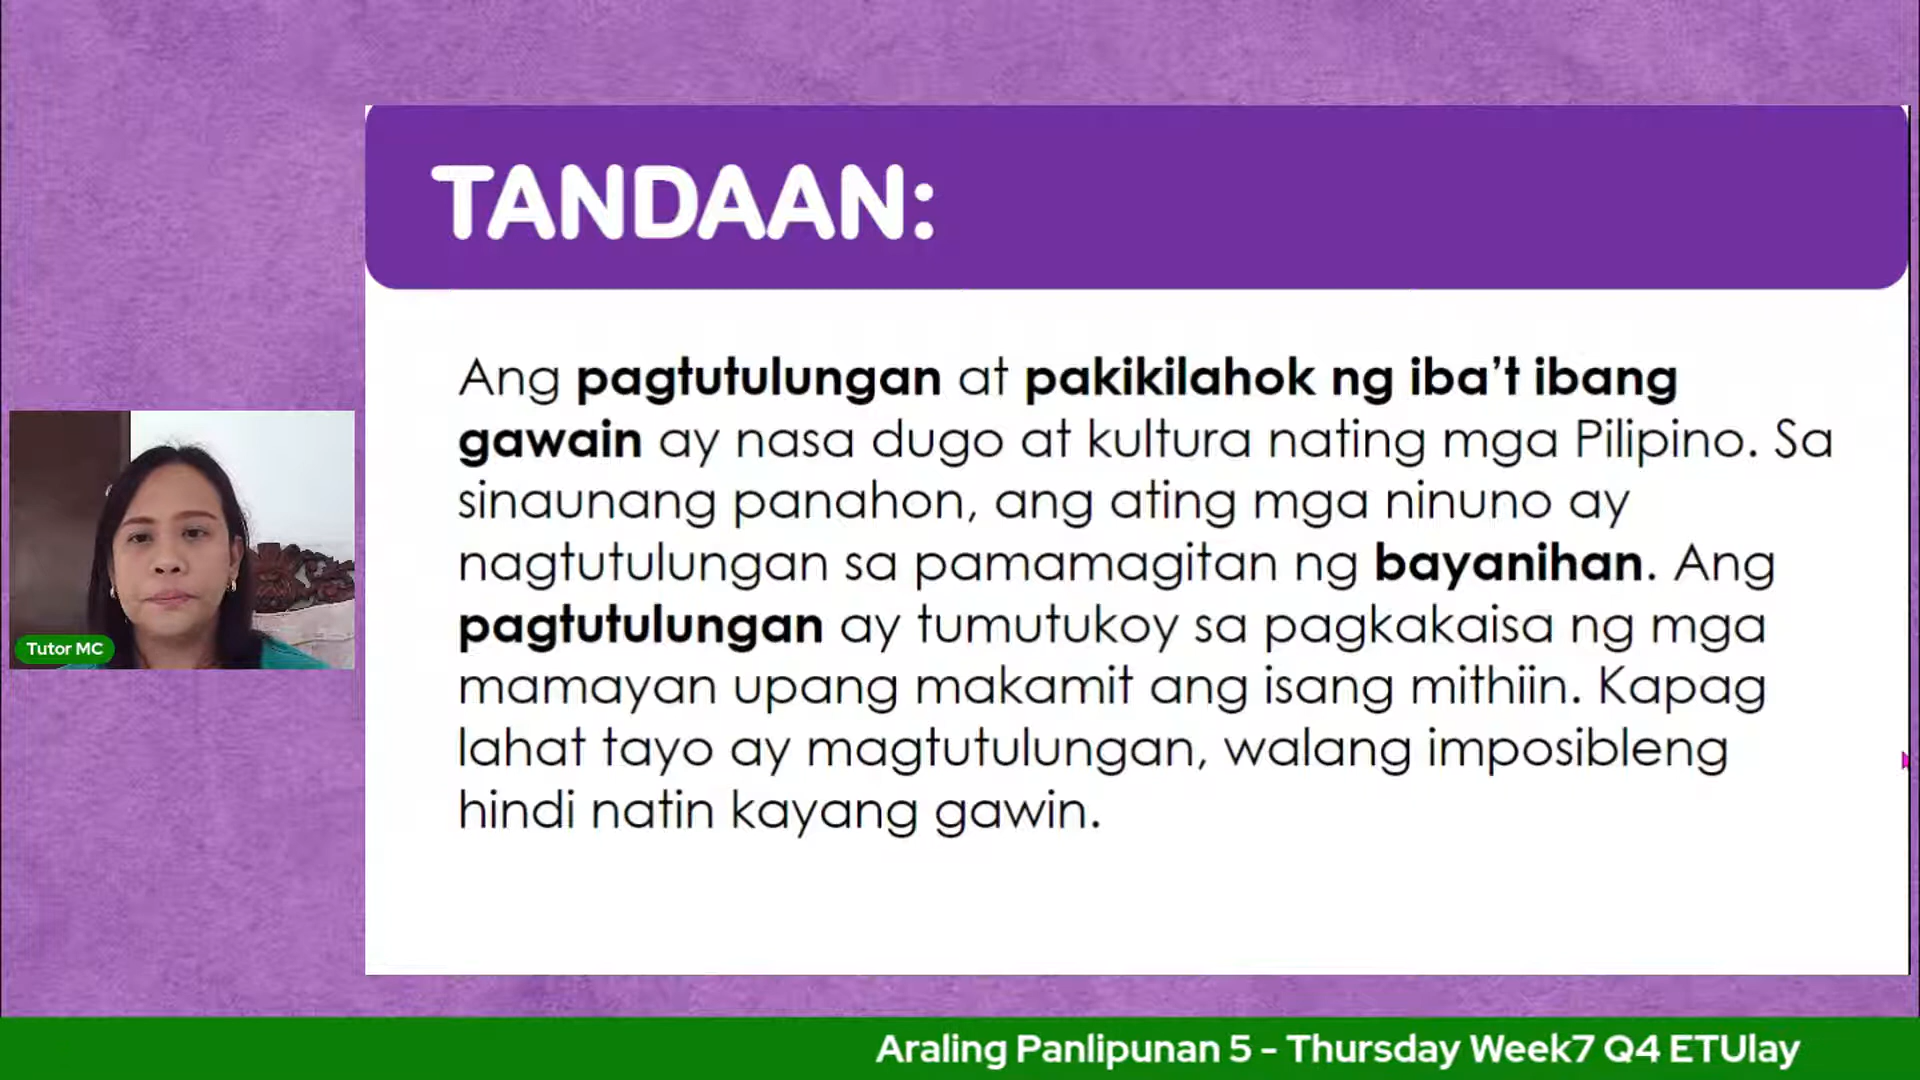 TANDAAN:
Ang pagtutulungan at pakikilahok ng iba't ibang
gawain ay nasa dugo at kultura nating mga Pilipino. Sa
sinaunang panahon, ang ating mga ninuno ay
nagtutulungan sa pamamagitan ng bayanihan. Ang
pagtutulungan ay tumutukoy sa pagkakaisa ng mga
mamayan upang makamit ang isang mithiin. Kapag
lahat tayo ay magtutulungan, walang imposibleng
hindi natin kayang gawin.
Tutor MC
Araling Panlipunan 5 - Thursday Week7 Q4 ETUlay